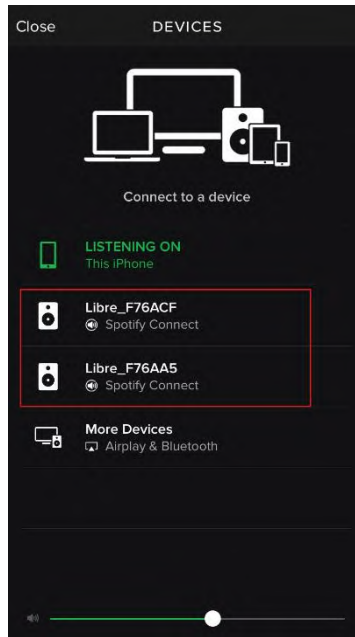 Close
DEVICES
Connect to a device
LISTENING ON
This iPhone
Libre_F76ACF
Spotify Connect
Libre_F76AA5
Spotify Connect
More Devices
Airplay & Bluetooth